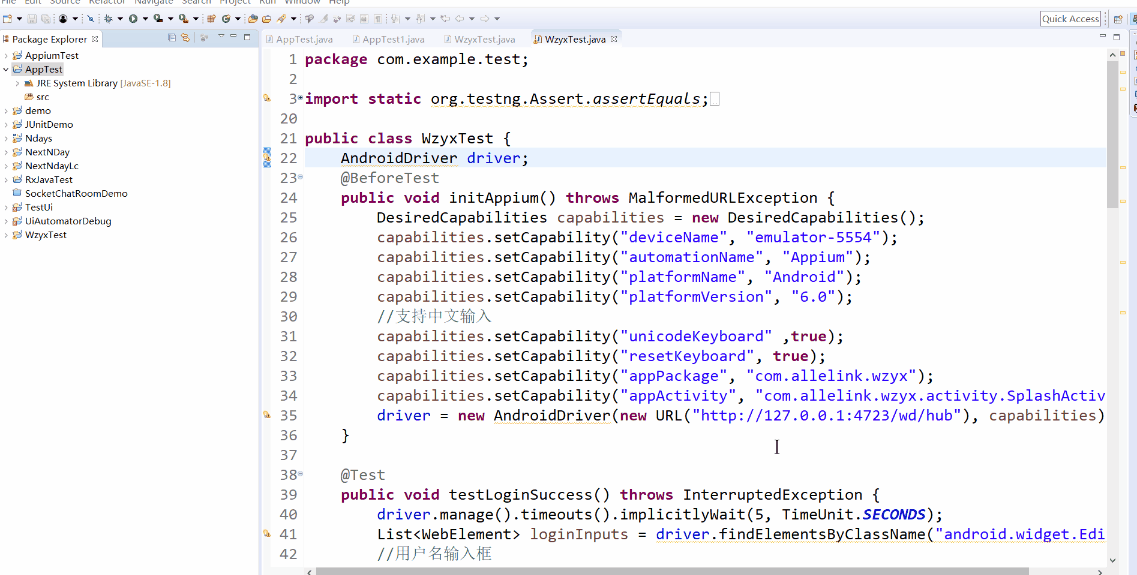 File Edit Source Refactor Navigate Search Project Run Window Help
Quick Access
Package Explorer
AppTest.java AppTest1.java WzyxTest.java WzyxTest.java
AppiumTest
AppTest
JRE System Library [JavaSE-1.8]
src
demo
JUnitDemo
Ndays
NextNDay
NextNdayLc
RxJavaTest
SocketChatRoomDemo
TestUi
UiAutomatorDebug
WzyxTest
1 package com.example.test;
2
3 import static org.testng.Assert.assertEquals;
20
21 public class WzyxTest {
22 AndroidDriver driver;
23 @BeforeTest
24 public void initAppium() throws MalformedURLException {
25 DesiredCapabilities capabilities = new DesiredCapabilities();
26 capabilities.setCapability("deviceName", "emulator-5554");
27 capabilities.setCapability("automationName", "Appium");
28 capabilities.setCapability("platformName", "Android");
29 capabilities.setCapability("platformVersion", "6.0");
30 //支持中文输入
31 capabilities.setCapability("unicodeKeyboard" ,true);
32 capabilities.setCapability("resetKeyboard", true);
33 capabilities.setCapability("appPackage", "com.allelink.wzyx");
34 capabilities.setCapability("appActivity", "com.allelink.wzyx.activity.SplashActiv
35 driver = new AndroidDriver(new URL("http://127.0.0.1:4723/wd/hub"), capabilities)
36 }
37
38 @Test
39 public void testLoginSuccess() throws InterruptedException {
40 driver.manage().timeouts().implicitlyWait(5, TimeUnit.SECONDS);
41 List<WebElement> loginInputs = driver.findElementsByClassName("android.widget.Edi
42 //用户名输入框